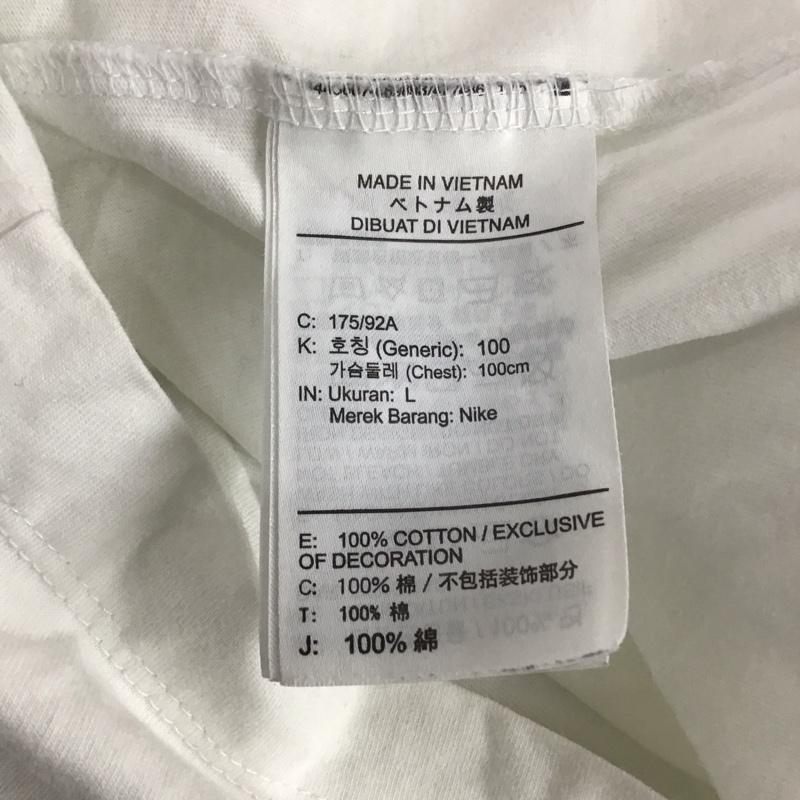 MADE IN VIETNAM
ベトナム製
DIBUAT DI VIETNAM
C: 175/92A
K: 호칭 (Generic): 100
가슴둘레 (Chest): 100cm
IN: Ukuran: L
Merek Barang: Nike
E: 100% COTTON / EXCLUSIVE
OF DECORATION
C: 100% 棉 / 不包括装饰部分
T: 100% 棉
J: 100% 綿